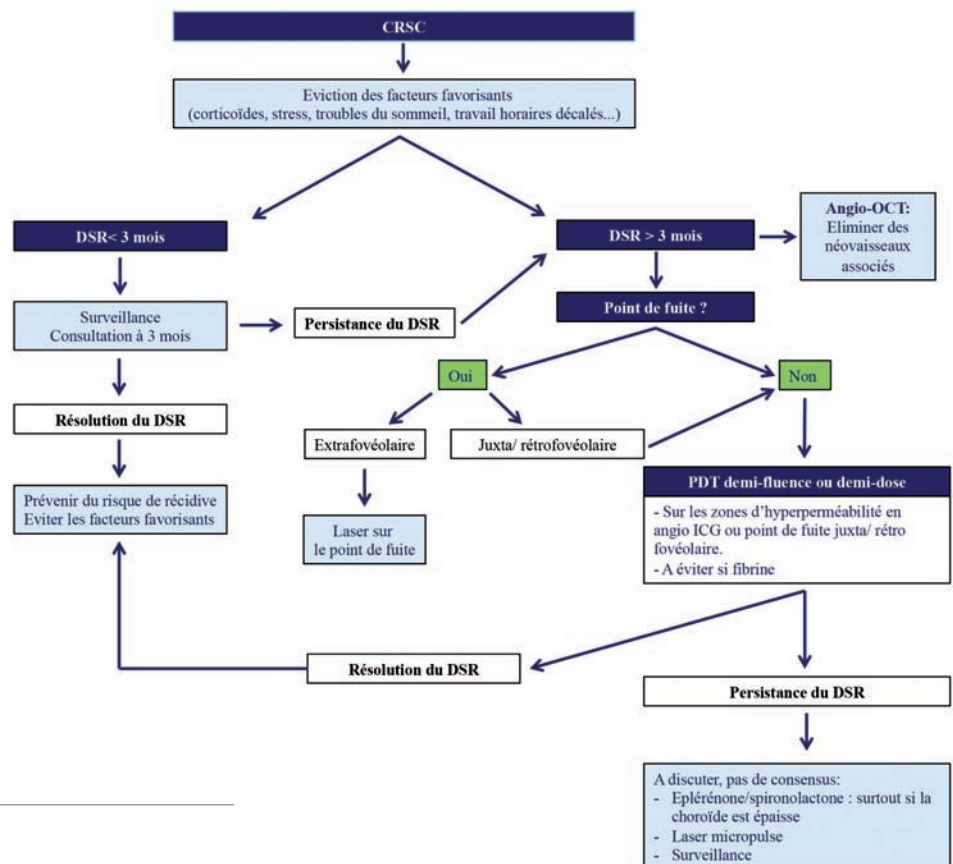 CRSC
Eviction des facteurs favorisants
(corticoïdes, stress, troubles du sommeil, travail horaires décalés...)
DSR< 3 mois
DSR > 3 mois
Angio-OCT:
Eliminer des
néovaisseaux
associés
Surveillance
Consultation à 3 mois
Persistance du DSR
Point de fuite ?
Oui
Non
Résolution du DSR
Extrafovéolaire
Juxta/ rétrofovéolaire
PDT demi-fluence ou demi-dose
- Sur les zones d'hyperperméabilité en
angio ICG ou point de fuite juxta/ rétro
fovéolaire.
- A éviter si fibrine
Prévenir du risque de récidive
Eviter les facteurs favorisants
Laser sur
le point de fuite
Résolution du DSR
Persistance du DSR
A discuter, pas de consensus:
- Eplérénone/spironolactone : surtout si la
choroïde est épaisse
- Laser micropulse
- Surveillance